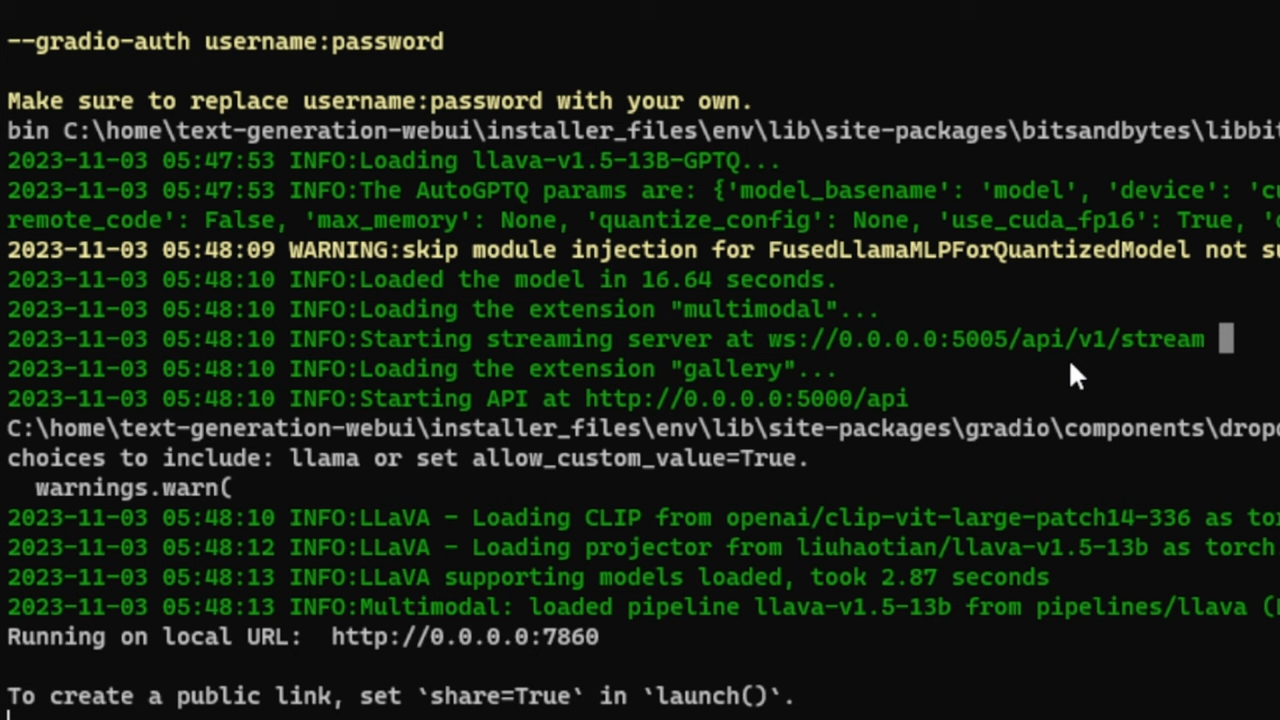 --gradio-auth username:password
Make sure to replace username:password with your own.
bin C:\home\text-generation-webui\installer_files\env\lib\site-packages\bitsandbytes\libbi
2023-11-03 05:47:53 INFO:Loading llava-v1.5-13B-GPTQ...
2023-11-03 05:47:53 INFO:The AutoGPTQ params are: {'model_basename': 'model', 'device': 'c
remote_code': False, 'max_memory': None, 'quantize_config': None, 'use_cuda_fp16': True, '
2023-11-03 05:48:09 WARNING:skip module injection for FusedLlamaMLPForQuantizedModel not su
2023-11-03 05:48:10 INFO:Loaded the model in 16.64 seconds.
2023-11-03 05:48:10 INFO:Loading the extension "multimodal"...
2023-11-03 05:48:10 INFO:Starting streaming server at ws://0.0.0.0:5005/api/v1/stream
2023-11-03 05:48:10 INFO:Loading the extension "gallery"...
2023-11-03 05:48:10 INFO:Starting API at http://0.0.0.0:5000/api
C:\home\text-generation-webui\installer_files\env\lib\site-packages\gradio\components\dropd
choices to include: llama or set allow_custom_value=True.
warnings.warn(
2023-11-03 05:48:10 INFO:LLaVA - Loading CLIP from openai/clip-vit-large-patch14-336 as tor
2023-11-03 05:48:12 INFO:LLaVA - Loading projector from liuhaotian/llava-v1.5-13b as torch
2023-11-03 05:48:13 INFO:LLaVA supporting models loaded, took 2.87 seconds
2023-11-03 05:48:13 INFO:Multimodal: loaded pipeline llava-v1.5-13b from pipelines/llava (
Running on local URL:  http://0.0.0.0:7860
To create a public link, set `share=True` in `launch()`.